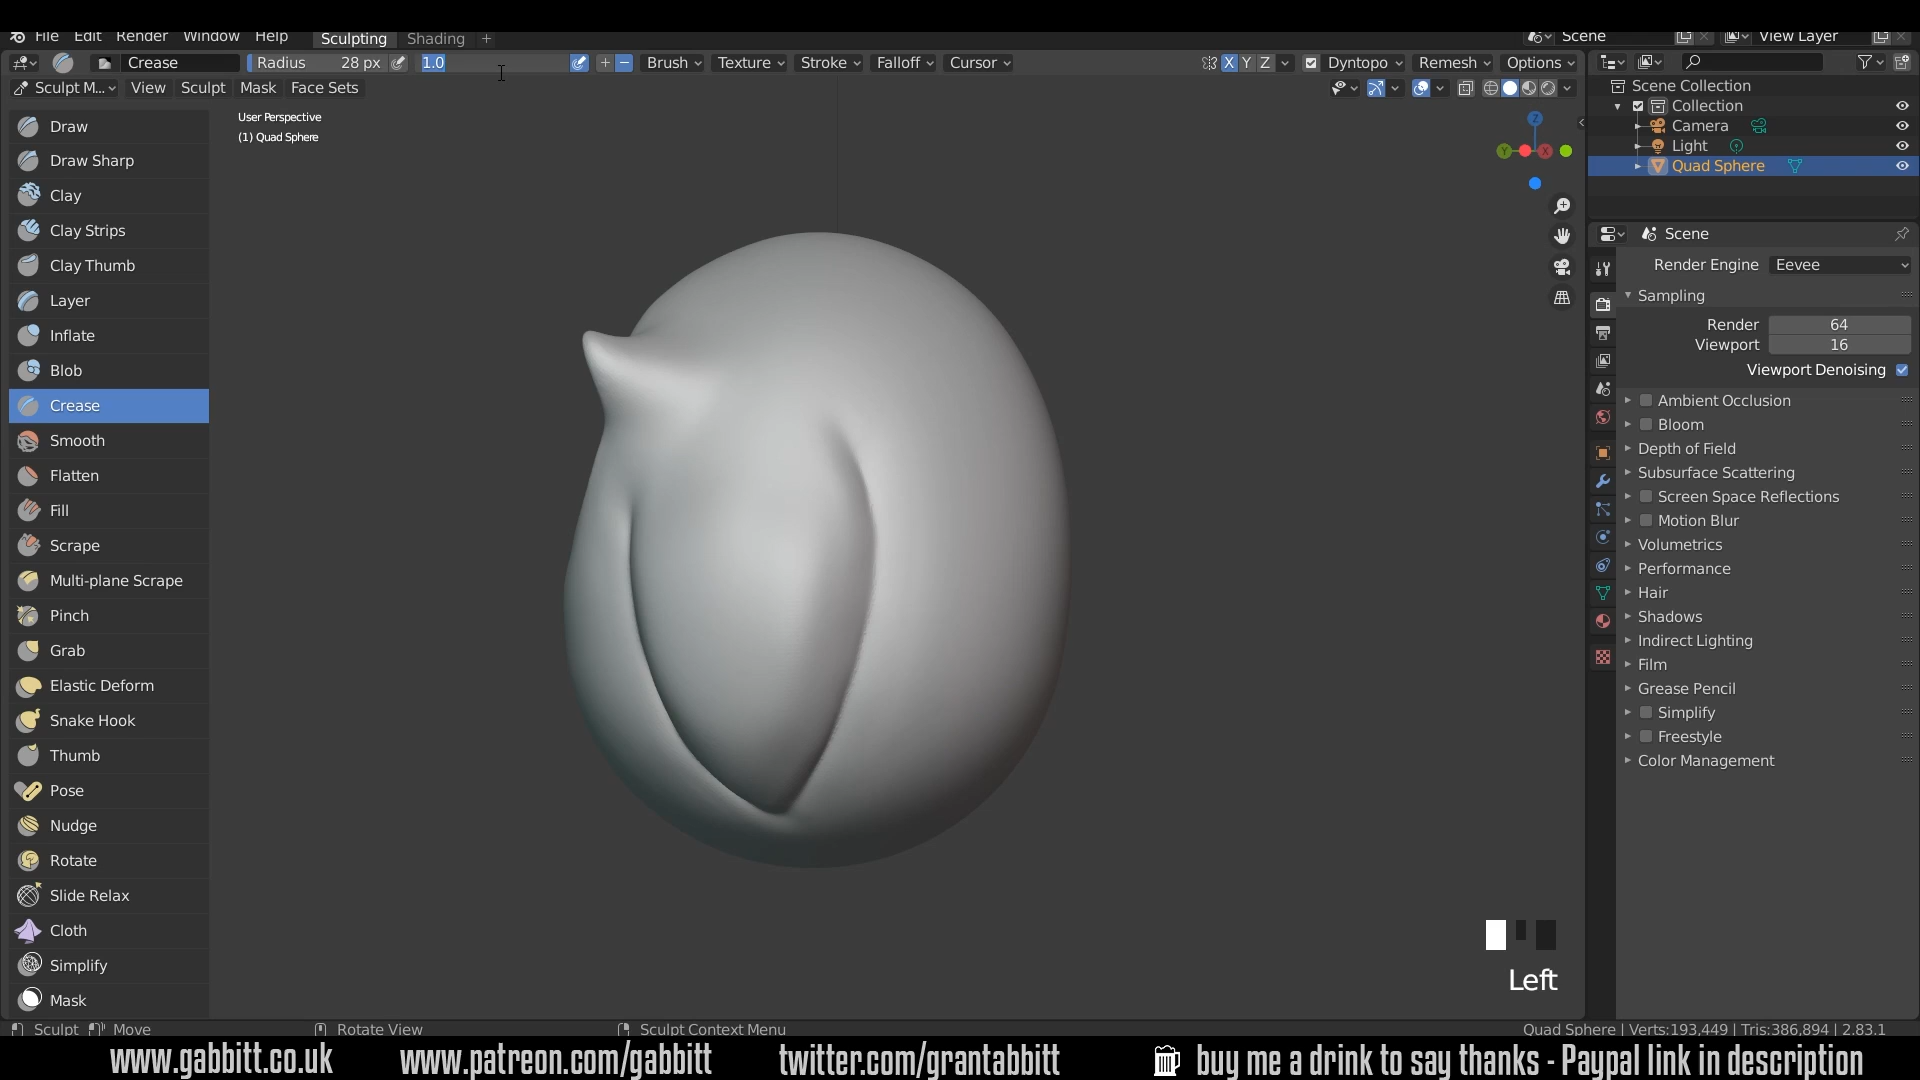 File Edit Render Window Help Sculpting Shading + Scene View Layer
Crease Radius 28 px 1.0 Brush Texture Stroke Falloff Cursor X Y Z Dyntopo Remesh Options
Sculpt M... View Sculpt Mask Face Sets
User Perspective
(1) Quad Sphere
Draw
Draw Sharp
Clay
Clay Strips
Clay Thumb
Layer
Inflate
Blob
Crease
Smooth
Flatten
Fill
Scrape
Multi-plane Scrape
Pinch
Grab
Elastic Deform
Snake Hook
Thumb
Pose
Nudge
Rotate
Slide Relax
Cloth
Simplify
Mask
Z
Y X
Left
Scene Collection
Collection
Camera
Light
Quad Sphere
Scene
Render Engine Eevee
Sampling
Render 64
Viewport 16
Viewport Denoising
Ambient Occlusion
Bloom
Depth of Field
Subsurface Scattering
Screen Space Reflections
Motion Blur
Volumetrics
Performance
Hair
Shadows
Indirect Lighting
Film
Grease Pencil
Simplify
Freestyle
Color Management
Sculpt Move Rotate View Sculpt Context Menu Quad Sphere | Verts:193,449 | Tris:386,894 | 2.83.1
www.gabbitt.co.uk www.patreon.com/gabbitt twitter.com/grantabbitt buy me a drink to say thanks - Paypal link in description